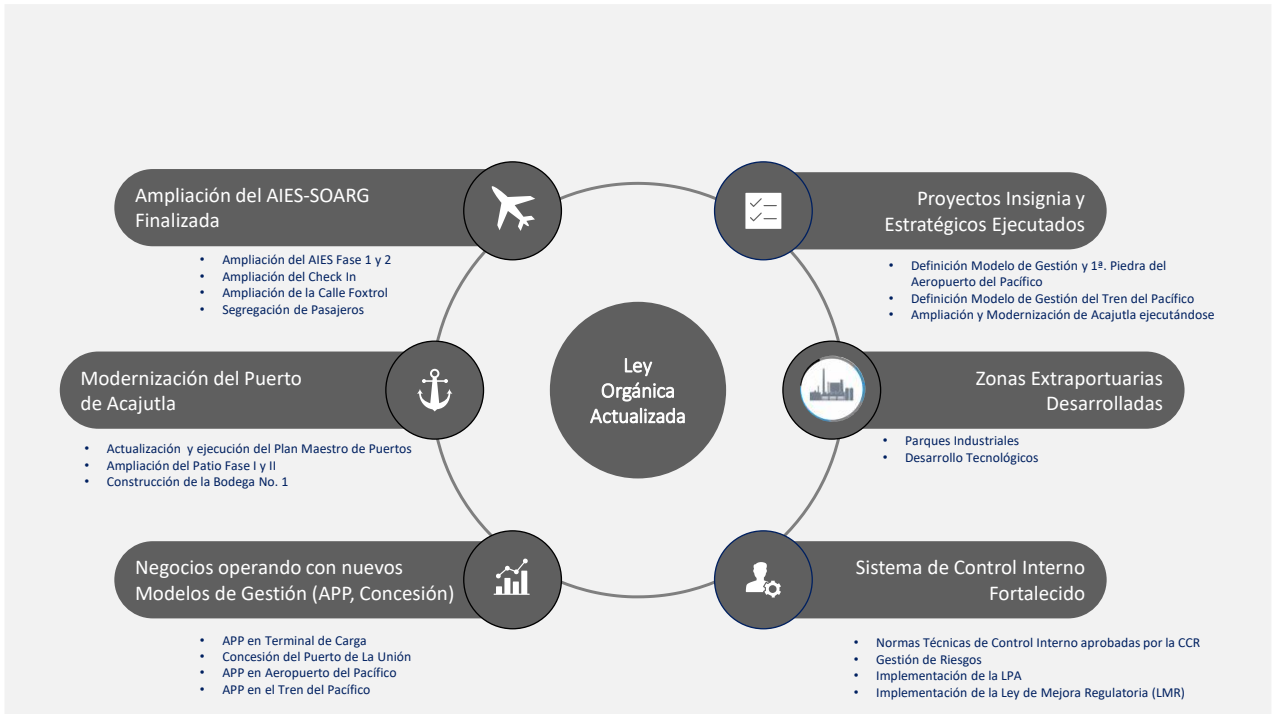 Ampliación del AIES-SOARG
Finalizada
• Ampliación del AIES Fase 1 y 2
• Ampliación del Check In
• Ampliación de la Calle Foxtrol
• Segregación de Pasajeros
Modernización del Puerto
de Acajutla
• Actualización y ejecución del Plan Maestro de Puertos
• Ampliación del Patio Fase I y II
• Construcción de la Bodega No. 1
Negocios operando con nuevos
Modelos de Gestión (APP, Concesión)
• APP en Terminal de Carga
• Concesión del Puerto de La Unión
• APP en Aeropuerto del Pacífico
• APP en el Tren del Pacífico
Ley
Orgánica
Actualizada
Proyectos Insignia y
Estratégicos Ejecutados
• Definición Modelo de Gestión y 1ª. Piedra del
Aeropuerto del Pacífico
• Definición Modelo de Gestión del Tren del Pacífico
• Ampliación y Modernización de Acajutla ejecutándose
Zonas Extraportuarias
Desarrolladas
• Parques Industriales
• Desarrollo Tecnológicos
Sistema de Control Interno
Fortalecido
• Normas Técnicas de Control Interno aprobadas por la CCR
• Gestión de Riesgos
• Implementación de la LPA
• Implementación de la Ley de Mejora Regulatoria (LMR)